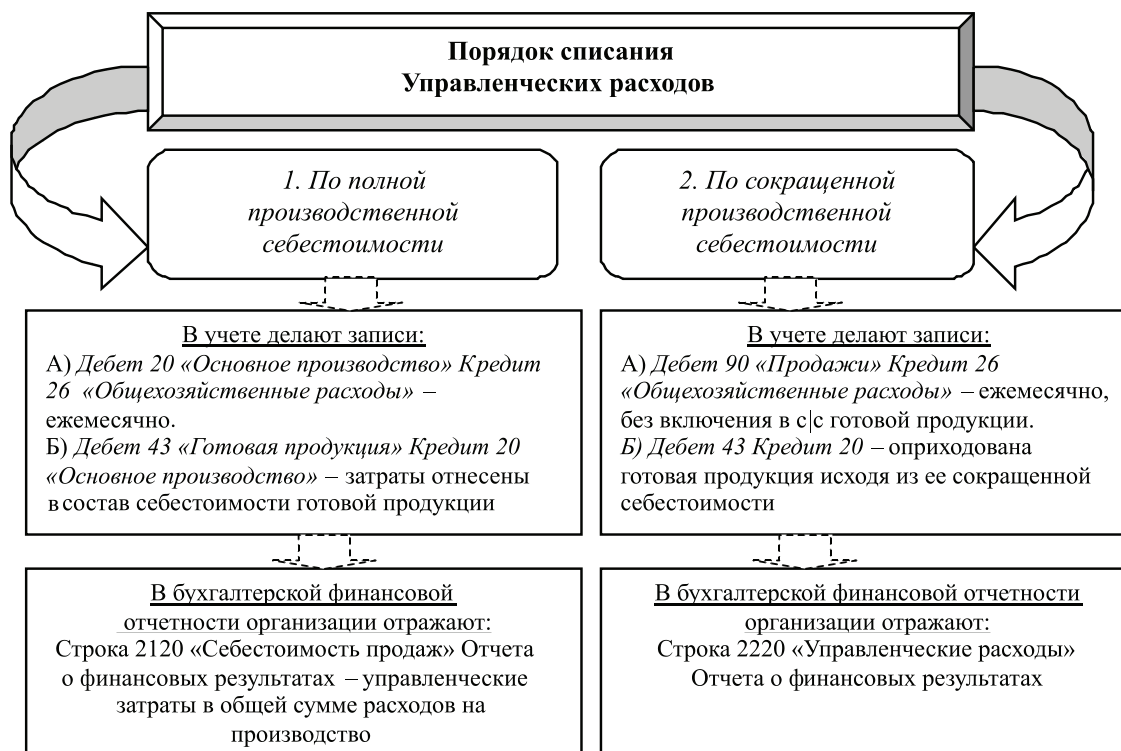 Порядок списания
Управленческих расходов
1. По полной
производственной
себестоимости
2. По сокращенной
производственной
себестоимости
В учете делают записи:
А) Дебет 20 «Основное производство» Кредит
26 «Общехозяйственные расходы» –
ежемесячно.
Б) Дебет 43 «Готовая продукция» Кредит 20
«Основное производство» – затраты отнесены
в состав себестоимости готовой продукции
В учете делают записи:
А) Дебет 90 «Продажи» Кредит 26
«Общехозяйственные расходы» – ежемесячно,
без включения в с|с готовой продукции.
Б) Дебет 43 Кредит 20 – оприходована
готовая продукция исходя из ее сокращенной
себестоимости
В бухгалтерской финансовой
отчетности организации отражают:
Строка 2120 «Себестоимость продаж» Отчета
о финансовых результатах – управленческие
затраты в общей сумме расходов на
производство
В бухгалтерской финансовой отчетности
организации отражают:
Строка 2220 «Управленческие расходы»
Отчета о финансовых результатах